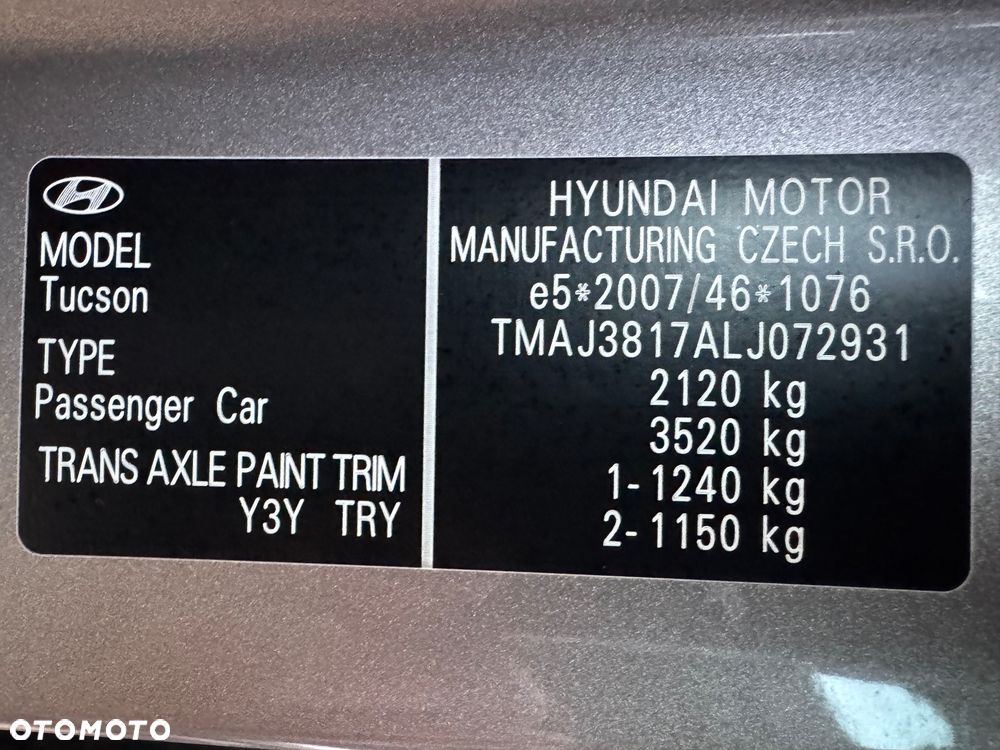 MODEL
Tucson
TYPE
Passenger Car
TRANS AXLE PAINT TRIM
Y3Y TRY
HYUNDAI MOTOR
MANUFACTURING CZECH S.R.O.
e5*2007/46*1076
TMAJ3817ALJ072931
2120 kg
3520 kg
1-1240 kg
2-1150 kg
OTOMOTO